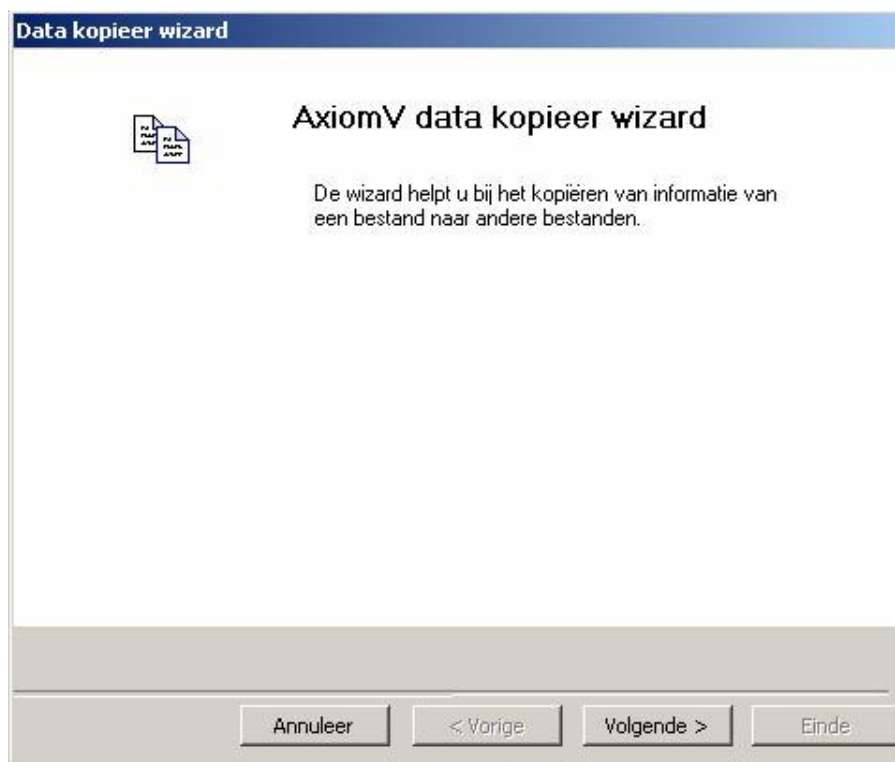 Data kopieer wizard
AxiomV data kopieer wizard
De wizard helpt u bij het kopiëren van informatie van
een bestand naar andere bestanden.
Annuleer < Vorige Volgende > Einde